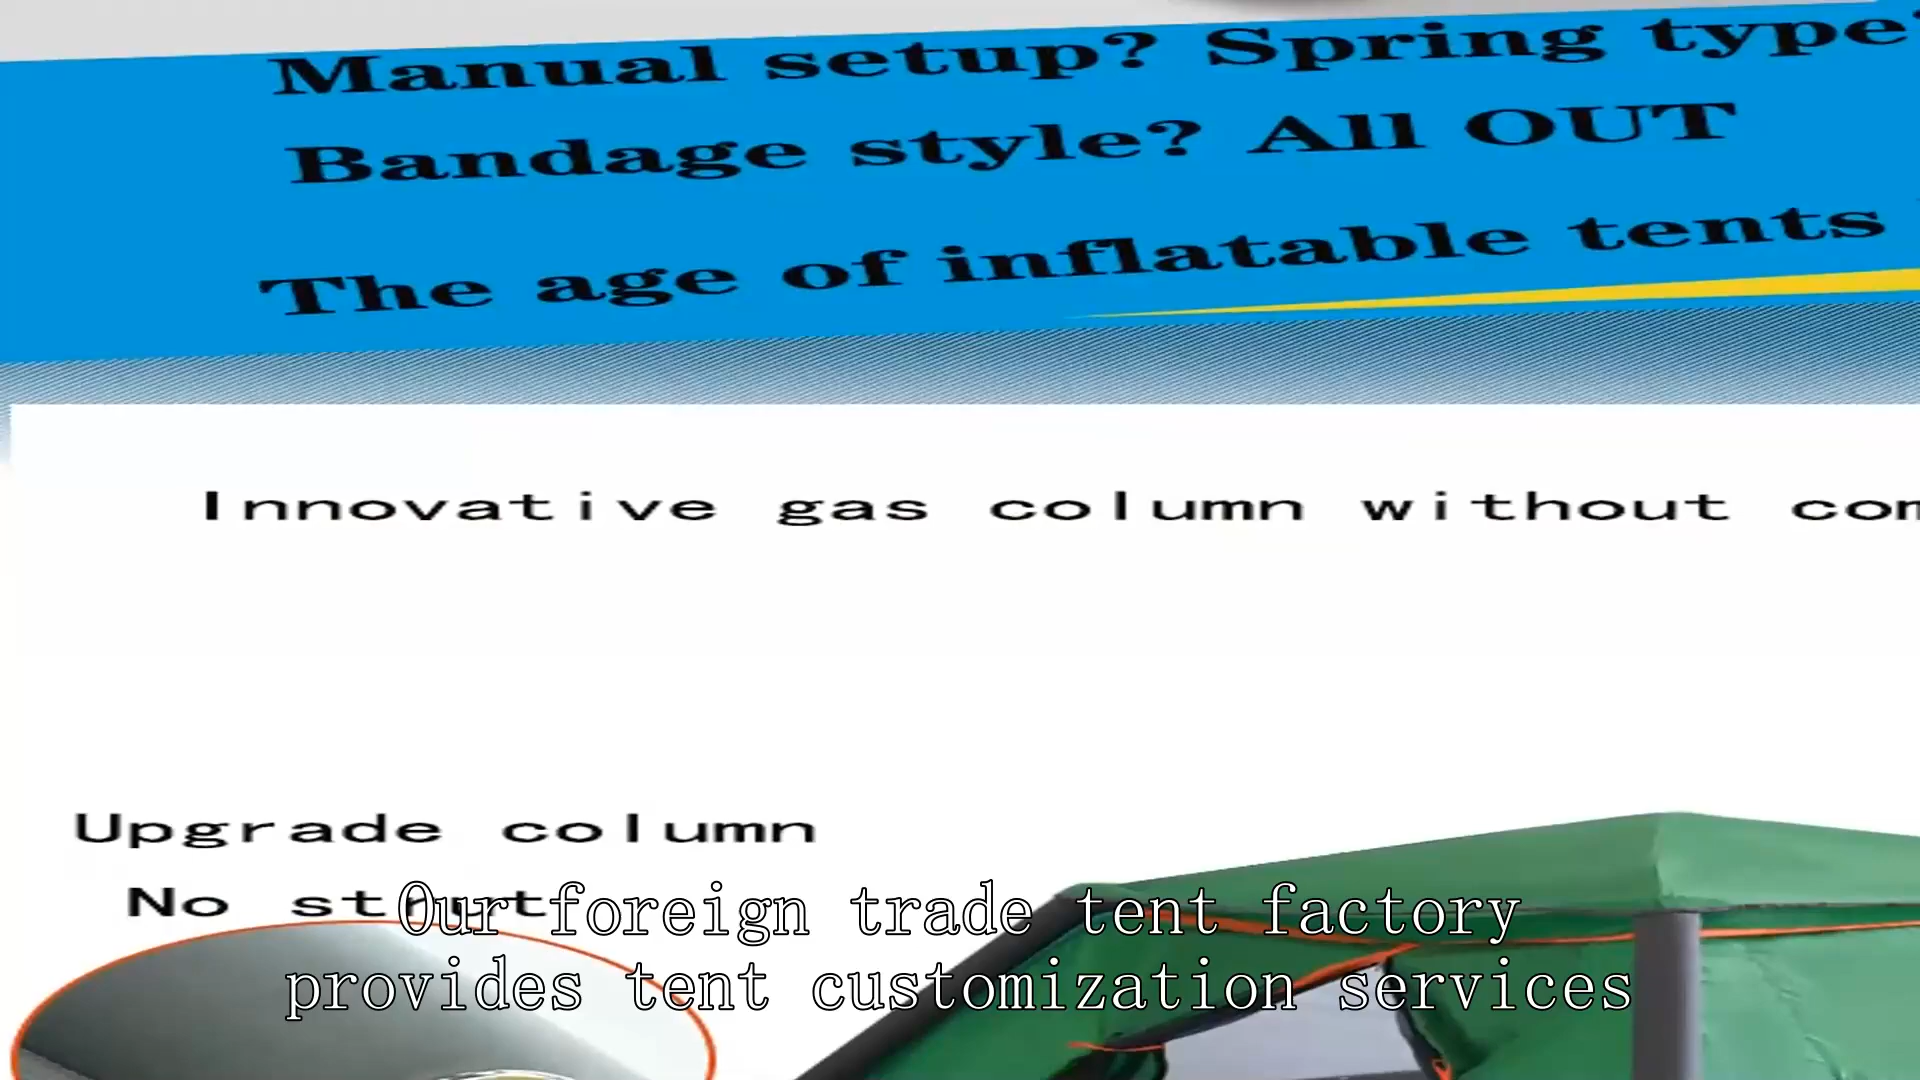 Manual setup? Spring type?
Bandage style? All OUT
The age of inflatable tents
Innovative gas column without
Upgrade column
No strut
Our foreign trade tent factory
provides tent customization services